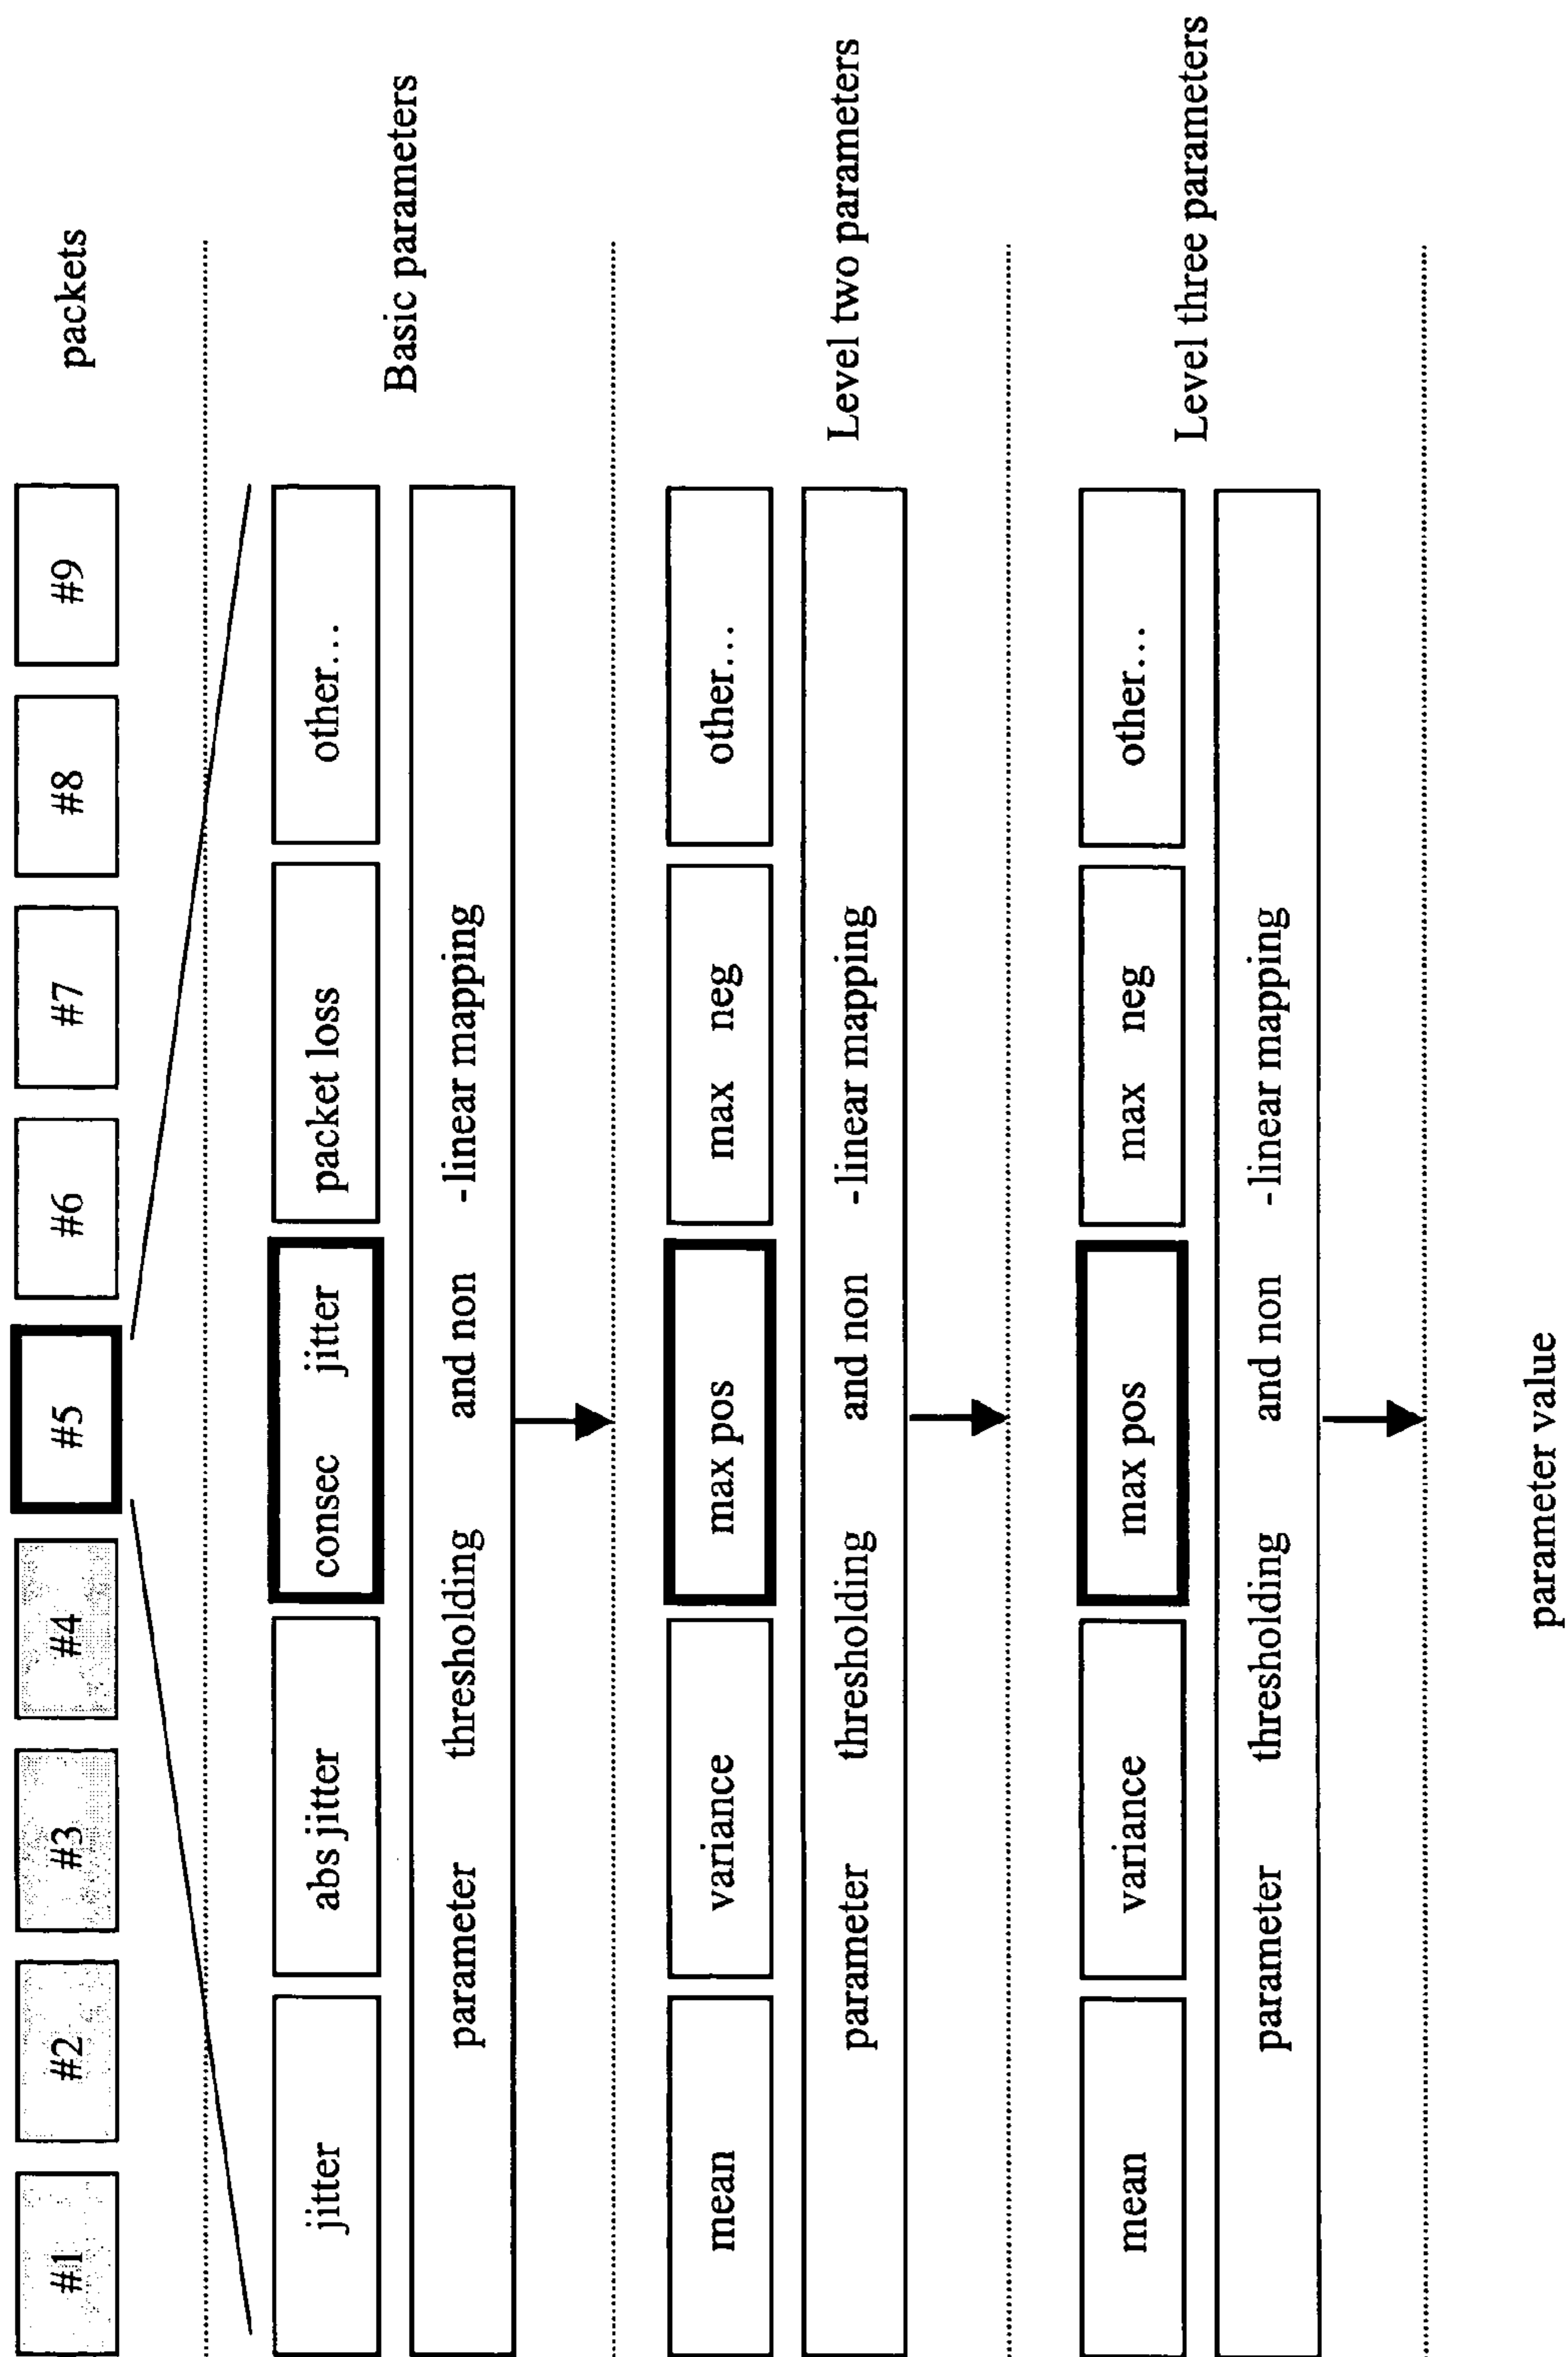 #1 #2 #3 #4 #5 #6 #7 #8 #9 packets
jitter abs jitter consec jitter packet loss other...
Basic parameters
parameter thresholding and non -linear mapping
mean variance max pos max neg other...
Level two parameters
parameter thresholding and non -linear mapping
mean variance max pos max neg other...
Level three parameters
parameter thresholding and non -linear mapping
parameter value